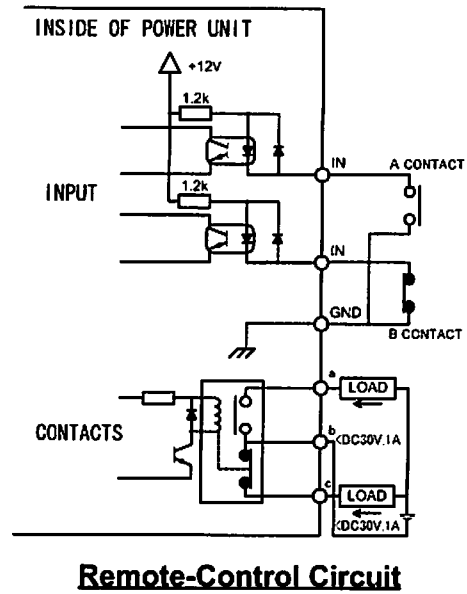 INSIDE OF POWER UNIT
+12V
1.2k
IN
A CONTACT
INPUT
1.2k
IN
GND
B CONTACT
a
LOAD
CONTACTS
b
<DC30V,1A
c
LOAD
<DC30V,1A
Remote-Control Circuit